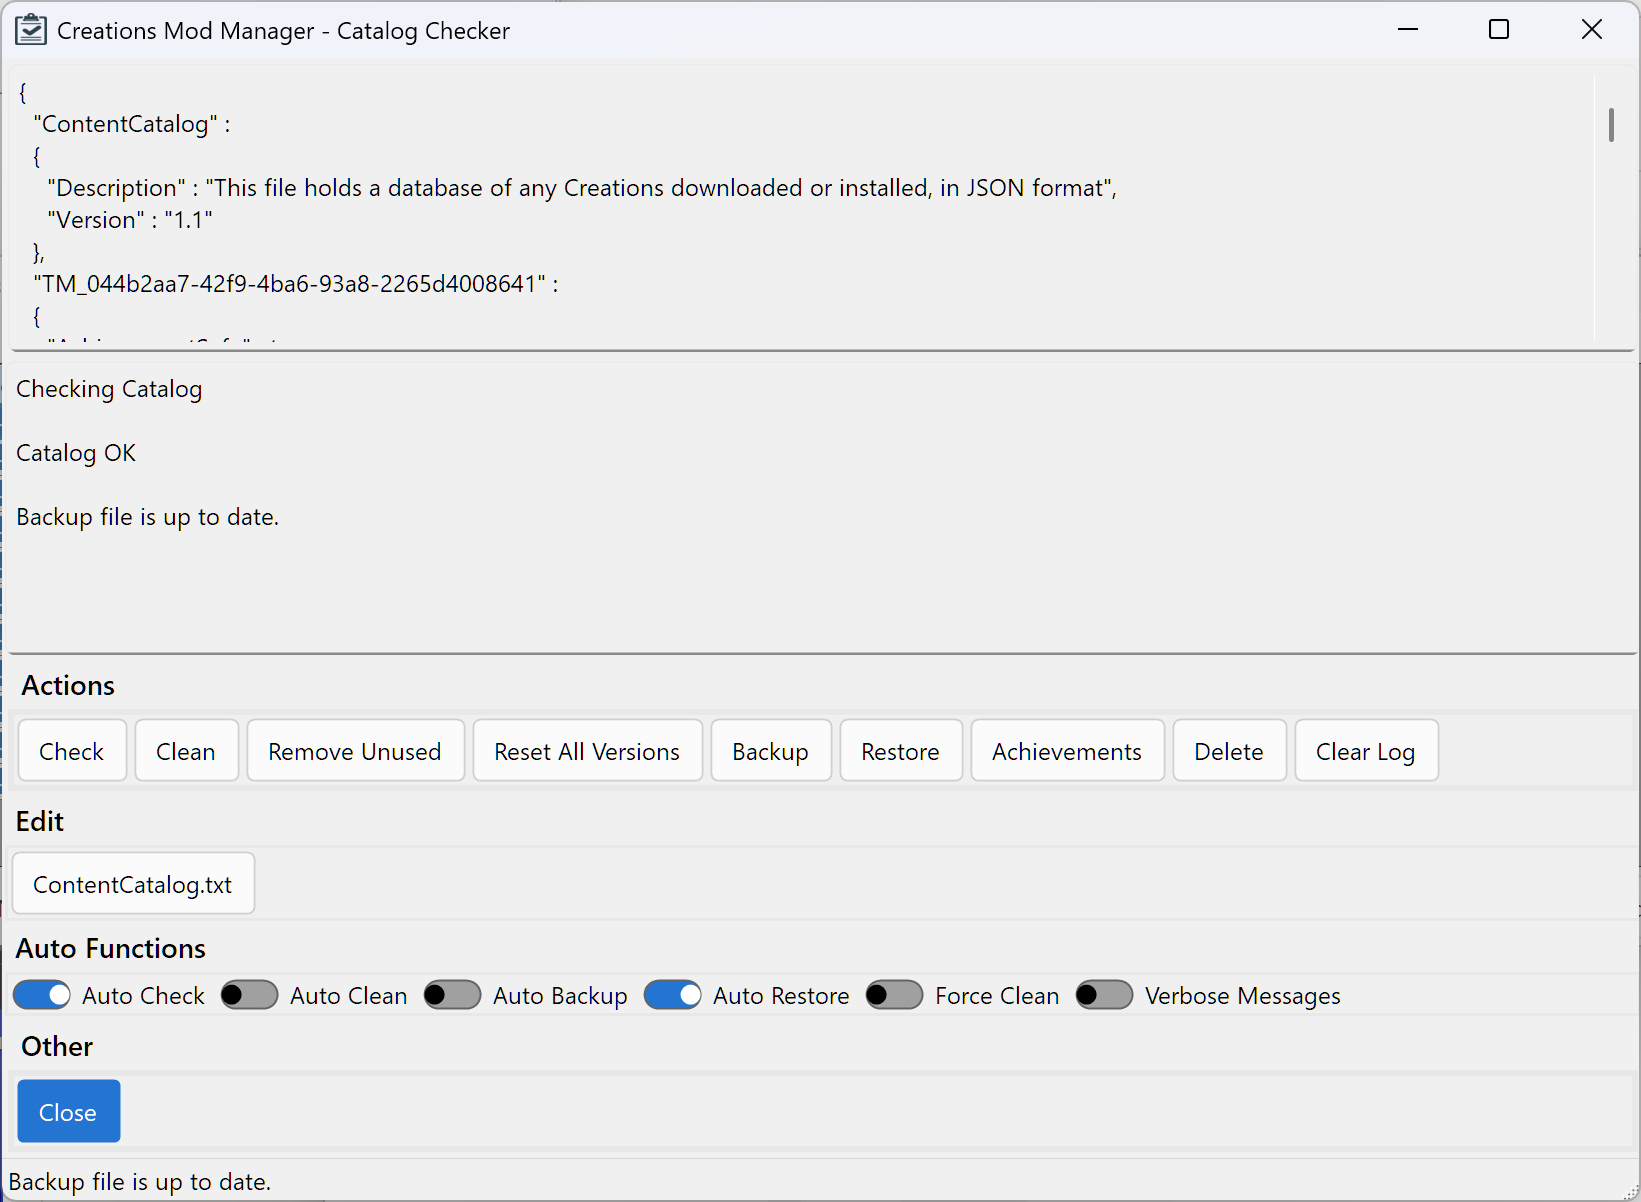 Creations Mod Manager - Catalog Checker
{
"ContentCatalog" :
{
"Description" : "This file holds a database of any Creations downloaded or installed, in JSON format",
"Version" : "1.1"
},
"TM_044b2aa7-42f9-4ba6-93a8-2265d4008641" :
{
Checking Catalog
Catalog OK
Backup file is up to date.
Actions
Check Clean Remove Unused Reset All Versions Backup Restore Achievements Delete Clear Log
Edit
ContentCatalog.txt
Auto Functions
Auto Check Auto Clean Auto Backup Auto Restore Force Clean Verbose Messages
Other
Close
Backup file is up to date.